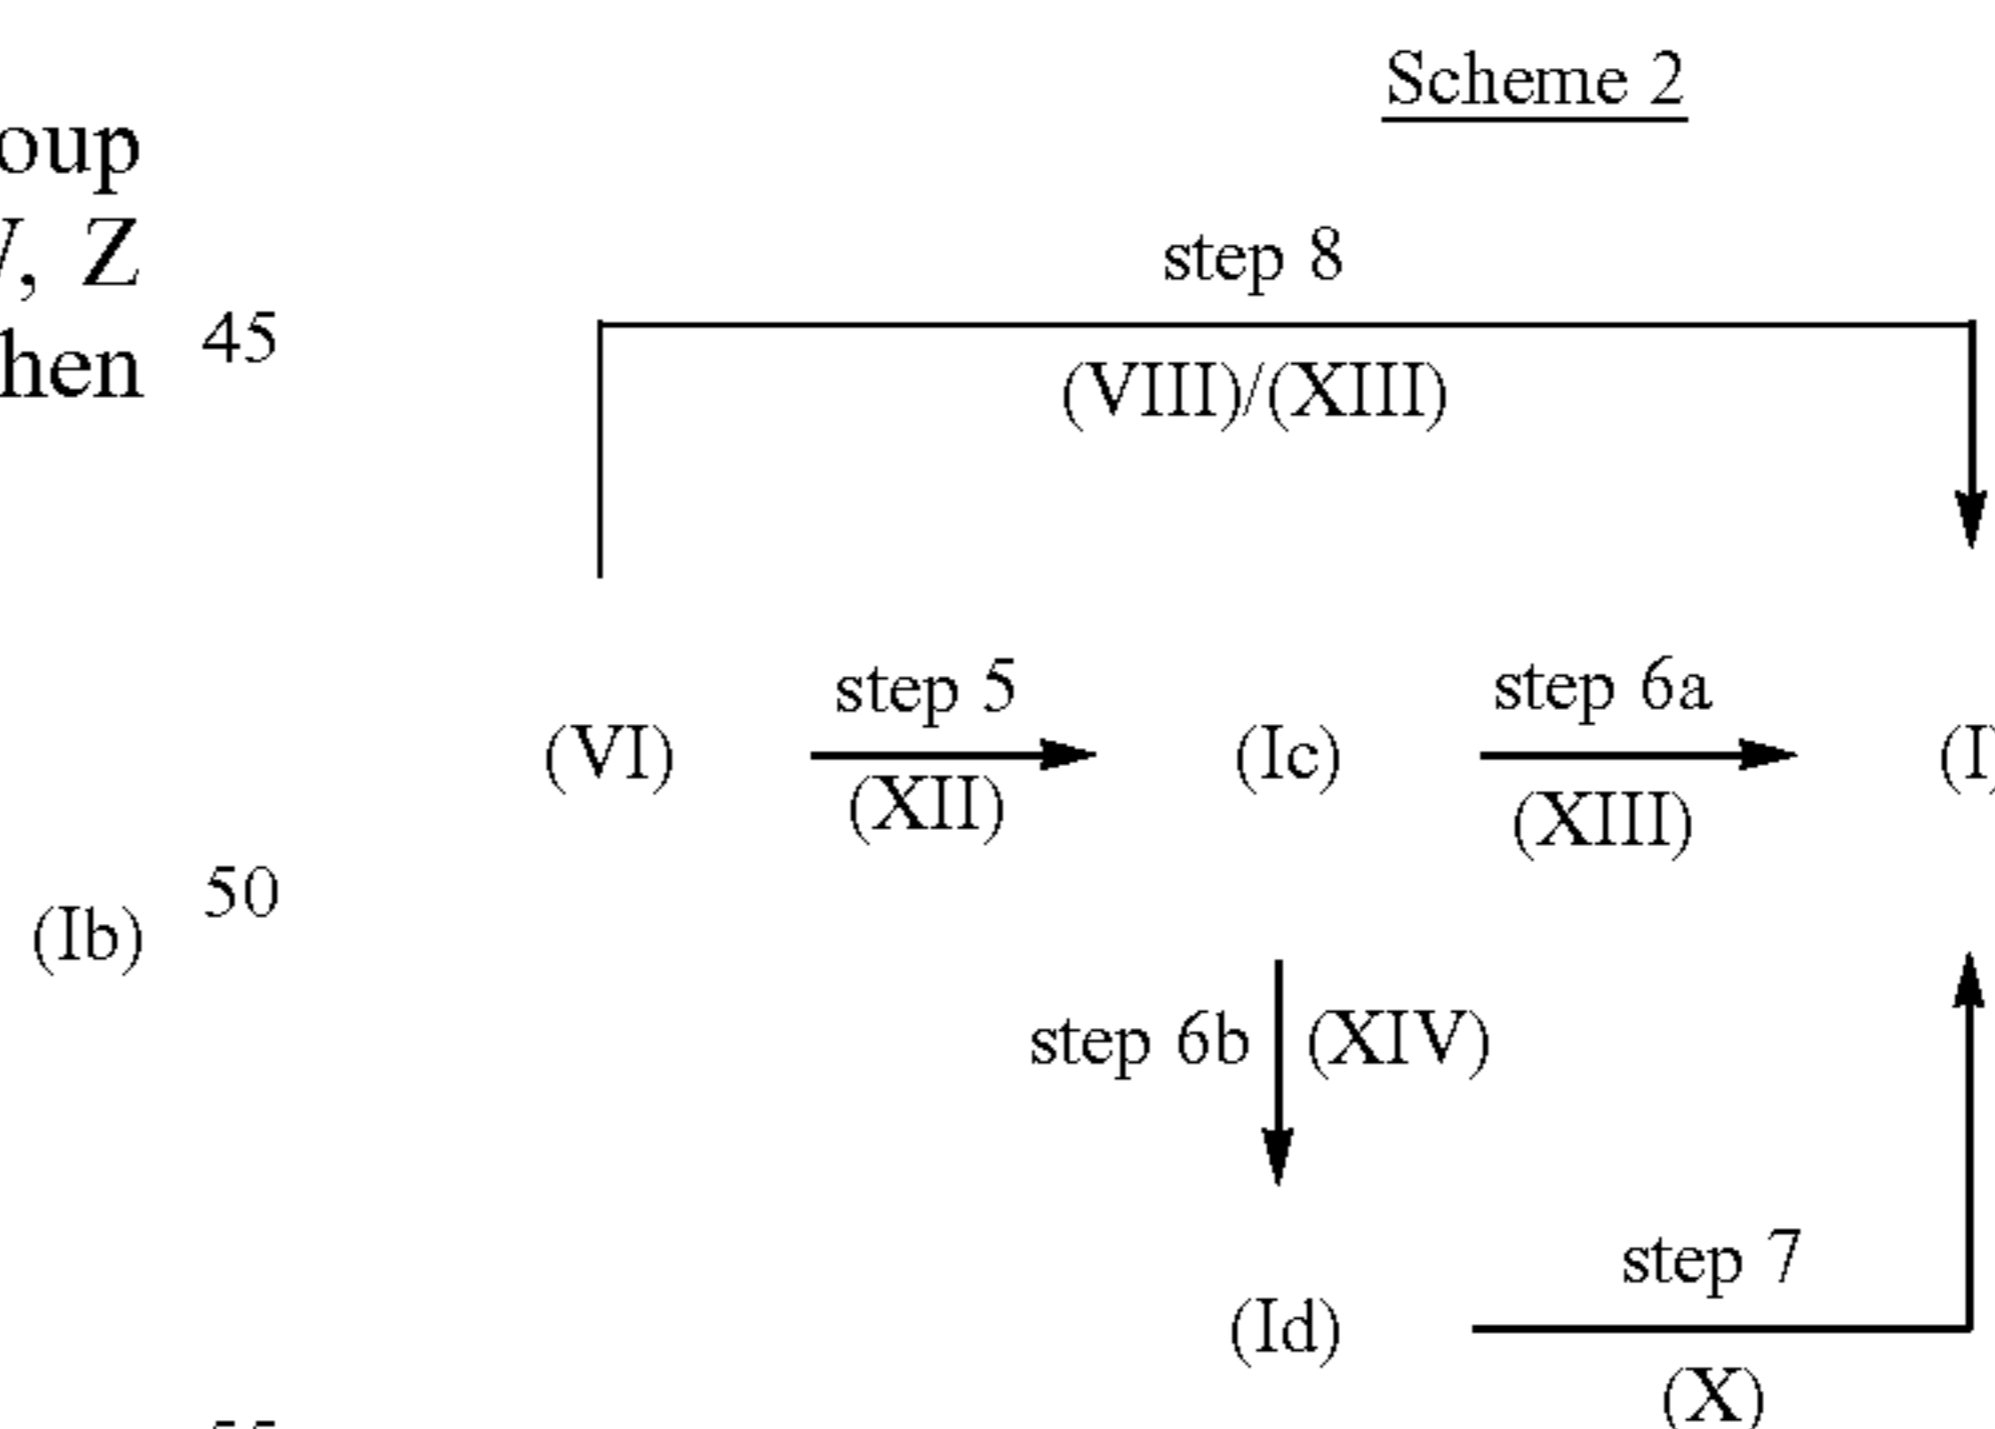 Scheme 2
oup
, Z
hen
45
step 8
(VIII)/(XIII)
step 5
step 6a
(VI)
(Ic)
(I)
(XII)
(XIII)
50
(Ib)
step 6b
(XIV)
step 7
(Id)
(X)